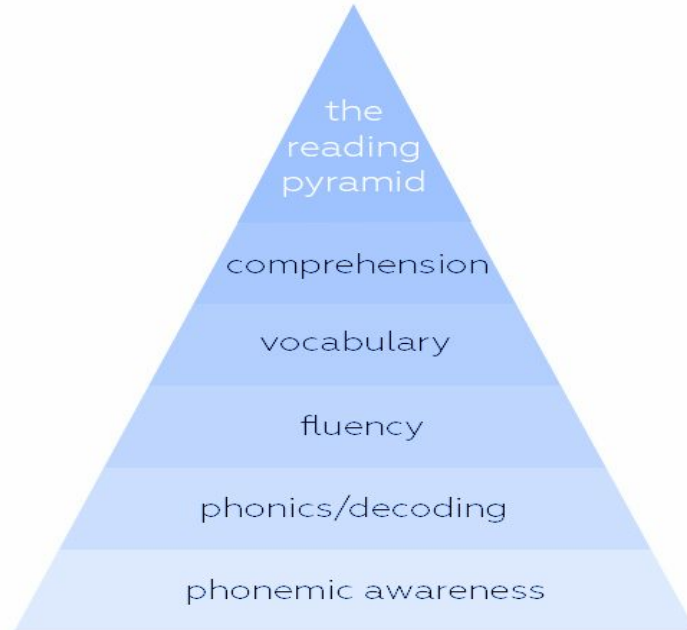 the
reading
pyramid
comprehension
vocabulary
fluency
phonics/decoding
phonemic awareness